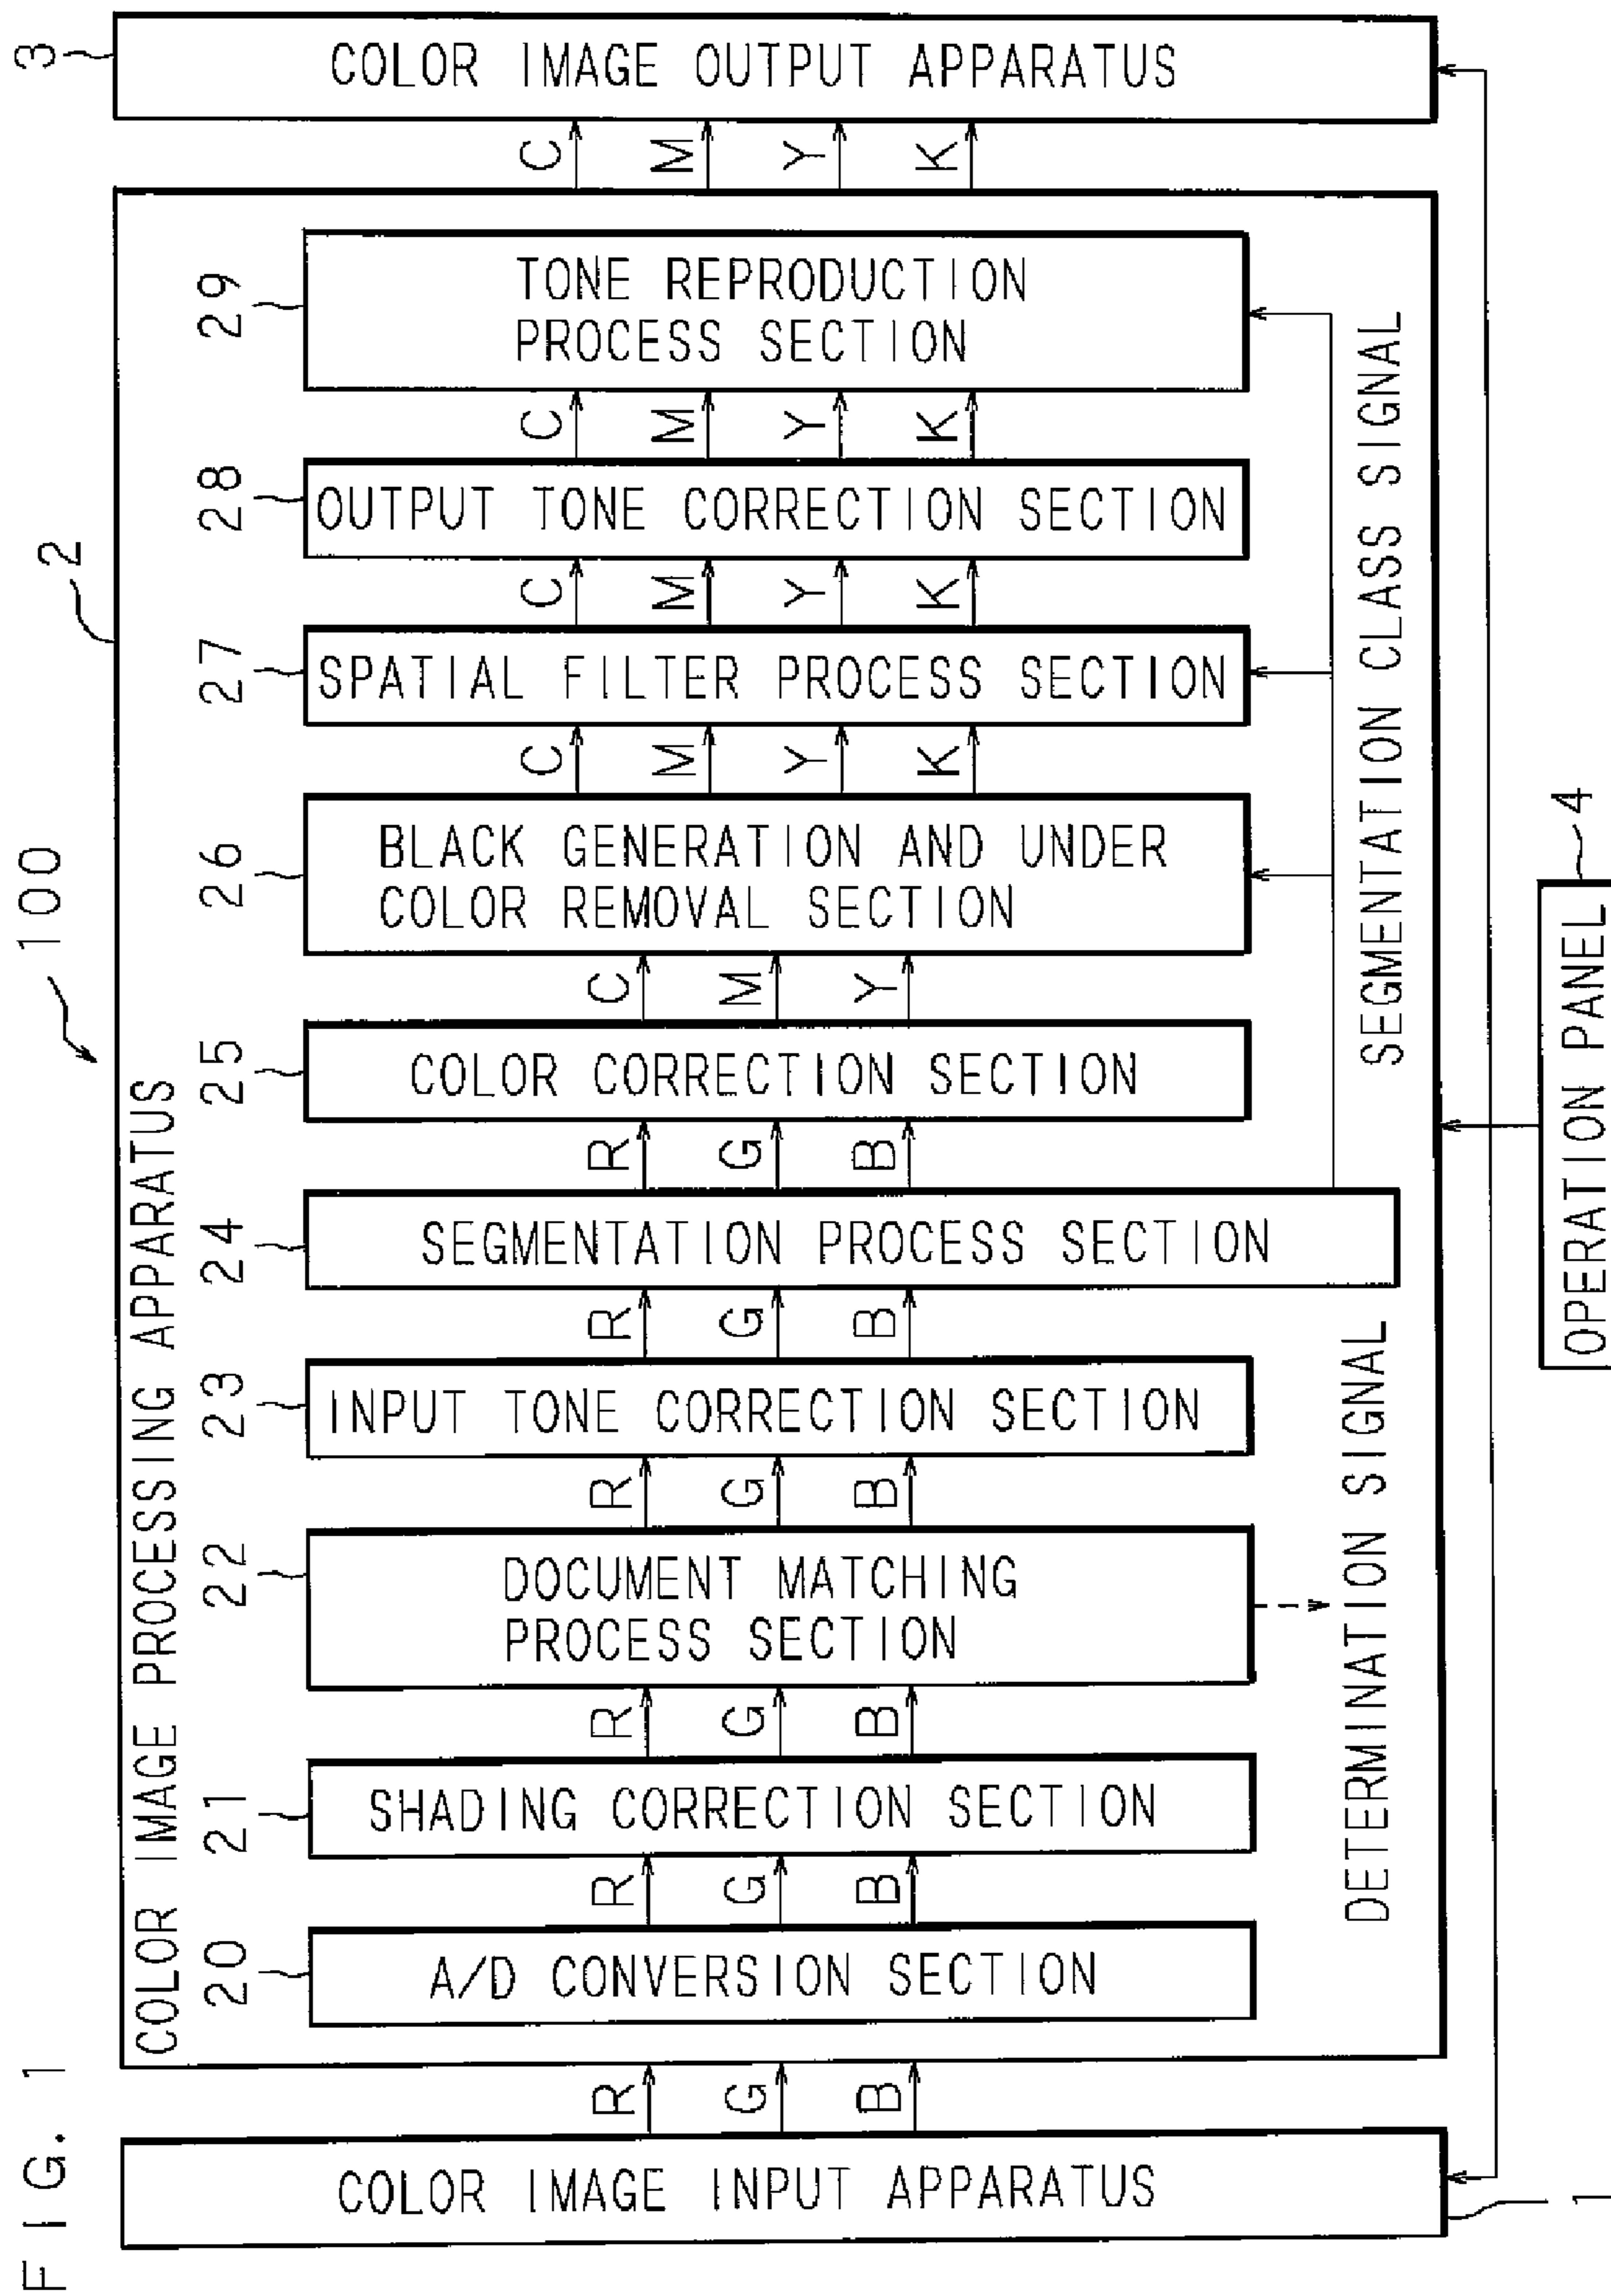 FIG. 1
100
COLOR IMAGE PROCESSING APPARATUS
2
3
20
21
22
23
24
25
26
27
28
29
COLOR IMAGE INPUT APPARATUS
1
R
G
B
A/D CONVERSION SECTION
R
G
B
SHADING CORRECTION SECTION
R
G
B
DOCUMENT MATCHING
PROCESS SECTION
R
G
B
INPUT TONE CORRECTION SECTION
R
G
B
SEGMENTATION PROCESS SECTION
R
G
B
COLOR CORRECTION SECTION
C
M
Y
BLACK GENERATION AND UNDER
COLOR REMOVAL SECTION
C
M
Y
K
SPATIAL FILTER PROCESS SECTION
C
M
Y
K
OUTPUT TONE CORRECTION SECTION
C
M
Y
K
TONE REPRODUCTION
PROCESS SECTION
C
M
Y
K
COLOR IMAGE OUTPUT APPARATUS
DETERMINATION SIGNAL
SEGMENTATION CLASS SIGNAL
OPERATION PANEL
4